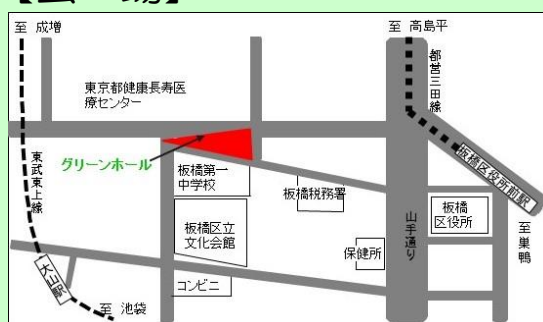 至 成増
至 高島平
都営三田線
東京都健康長寿医
療センター
グリーンホール
東武東上線
板橋第一
中学校
板橋税務署
板橋区役所前駅
板橋
区役所
山手通り
板橋区立
文化会館
保健所
至 巣鴨
大山駅
コンビニ
至 池袋